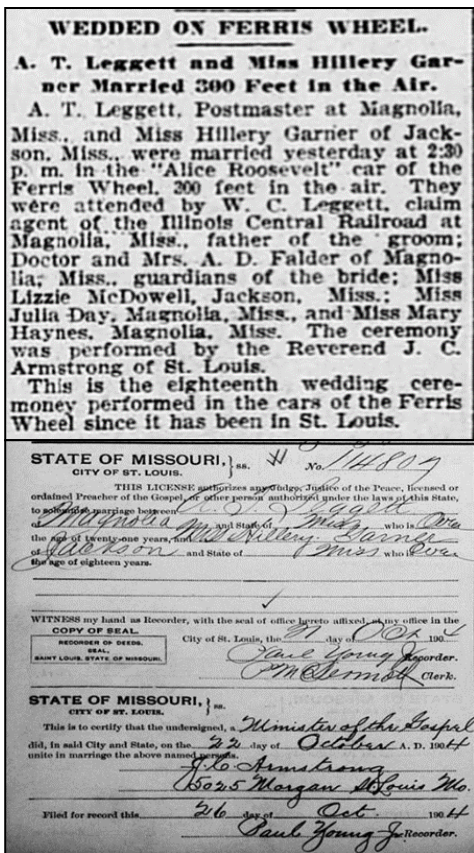 WEDDED ON FERRIS WHEEL.
A. T. Leggett and Miss Hillery Gar-
ner Married 300 Feet in the Air.
A. T. Leggett, Postmaster at Magnolia,
Miss., and Miss Hillery Garner of Jack-
son, Miss., were married yesterday at 2:30
p. m. in the "Alice Roosevelt" car of the
Ferris Wheel, 300 feet in the air. They
were attended by W. C. Leggett, claim
agent of the Illinois Central Railroad at
Magnolia, Miss., father of the groom;
Doctor and Mrs. A. D. Falder of Magno-
lia, Miss., guardians of the bride; Miss
Lizzie McDowell, Jackson, Miss.; Miss
Julia Day, Magnolia, Miss., and Miss Mary
Haynes, Magnolia, Miss. The ceremony
was performed by the Reverend J. C.
Armstrong of St. Louis.
This is the eighteenth wedding cere-
money performed in the cars of the Ferris
Wheel since it has been in St. Louis.
STATE OF MISSOURI, } ss. No. 114809
CITY OF ST. LOUIS.
THIS LICENSE authorizes any Judge, Justice of the Peace, licensed or
ordained Preacher of the Gospel, or other person authorized under the laws of this State,
to solemnize marriage between A. T. Leggett
of Magnolia and State of Miss who is Over
the age of twenty-one years, and Miss Hillery Garner
of Jackson and State of Miss who is Over
the age of eighteen years.
WITNESS my hand as Recorder, with the seal of office hereto affixed, at my office in the
COPY OF SEAL.
City of St. Louis, the 21 day of Oct 1904
RECORDER OF DEEDS.
SEAL.
SAINT LOUIS, STATE OF MISSOURI.
Paul Young Jr. Recorder.
P. McDermott Clerk.
STATE OF MISSOURI, } ss.
CITY OF ST. LOUIS.
This is to certify that the undersigned, a Minister of the Gospel
did, in said City and State, on the 22 day of October A. D. 1904
unite in marriage the above named persons.
J. C. Armstrong
5025 Morgan St. Louis Mo.
Filed for record this 26 day of Oct. 1904
Paul Young Jr. Recorder.